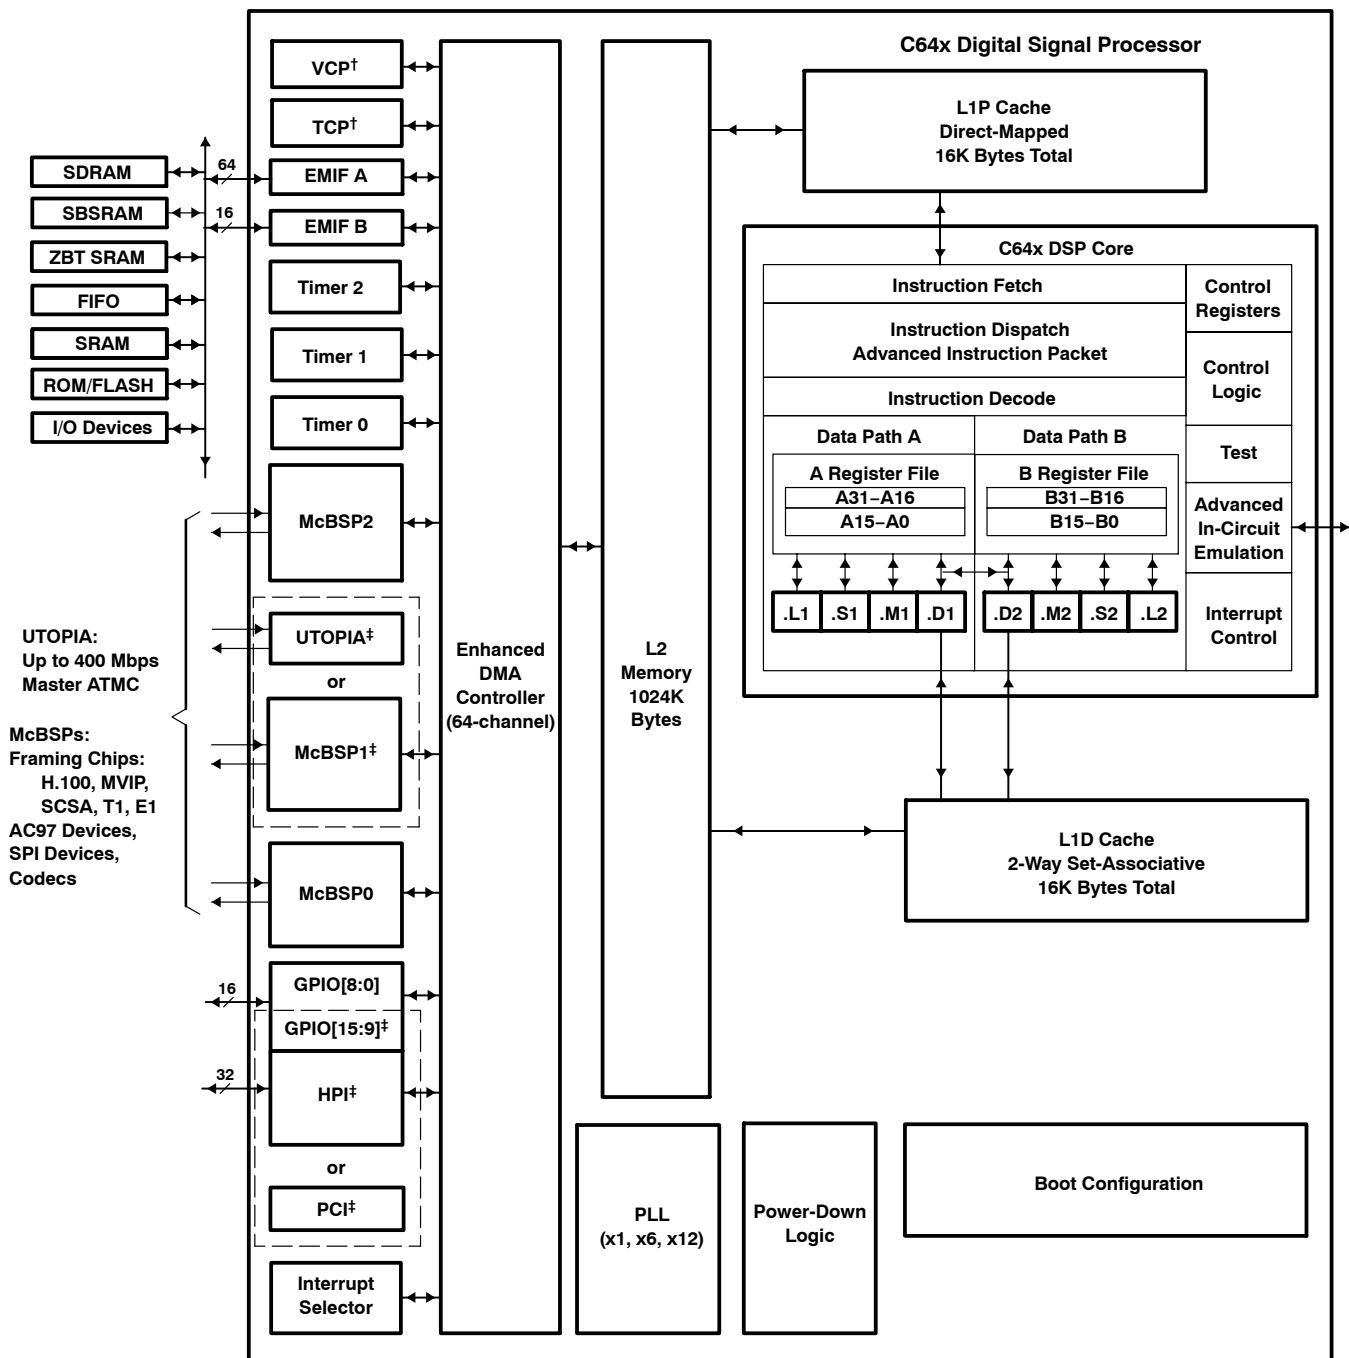 C64x Digital Signal Processor
VCP†
TCP†
EMIF A
EMIF B
Timer 2
Timer 1
Timer 0
64
16
SDRAM
SBSRAM
ZBT SRAM
FIFO
SRAM
ROM/FLASH
I/O Devices
McBSP2
UTOPIA‡
or
McBSP1‡
McBSP0
UTOPIA:
Up to 400 Mbps
Master ATMC
McBSPs:
Framing Chips:
H.100, MVIP,
SCSA, T1, E1
AC97 Devices,
SPI Devices,
Codecs
16
GPIO[8:0]
GPIO[15:9]‡
32
HPI‡
or
PCI‡
Interrupt
Selector
Enhanced
DMA
Controller
(64-channel)
L2
Memory
1024K
Bytes
L1P Cache
Direct-Mapped
16K Bytes Total
C64x DSP Core
Instruction Fetch
Instruction Dispatch
Advanced Instruction Packet
Instruction Decode
Data Path A
Data Path B
A Register File
A31−A16
A15−A0
B Register File
B31−B16
B15−B0
.L1
.S1
.M1
.D1
.D2
.M2
.S2
.L2
Control
Registers
Control
Logic
Test
Advanced
In-Circuit
Emulation
Interrupt
Control
L1D Cache
2-Way Set-Associative
16K Bytes Total
PLL
(x1, x6, x12)
Power-Down
Logic
Boot Configuration